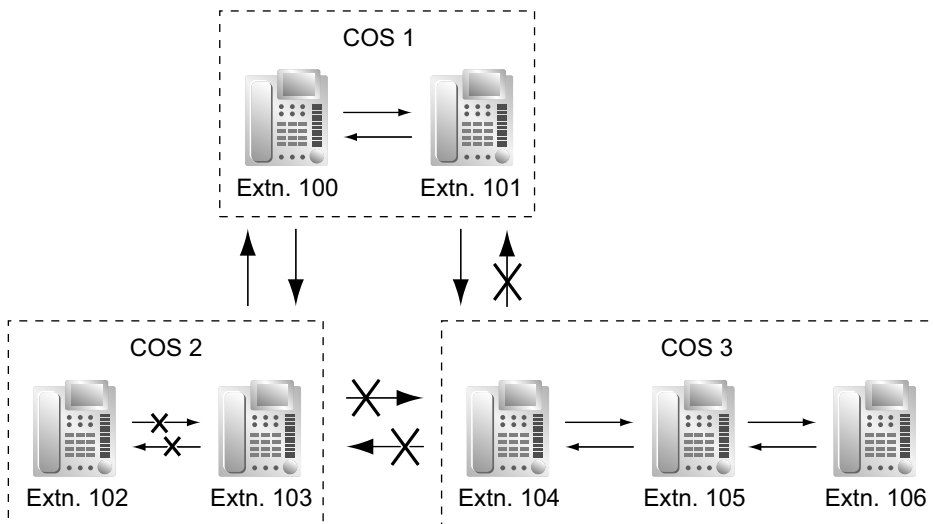 COS 1
Extn. 100
Extn. 101
COS 2
Extn. 102
Extn. 103
COS 3
Extn. 104
Extn. 105
Extn. 106